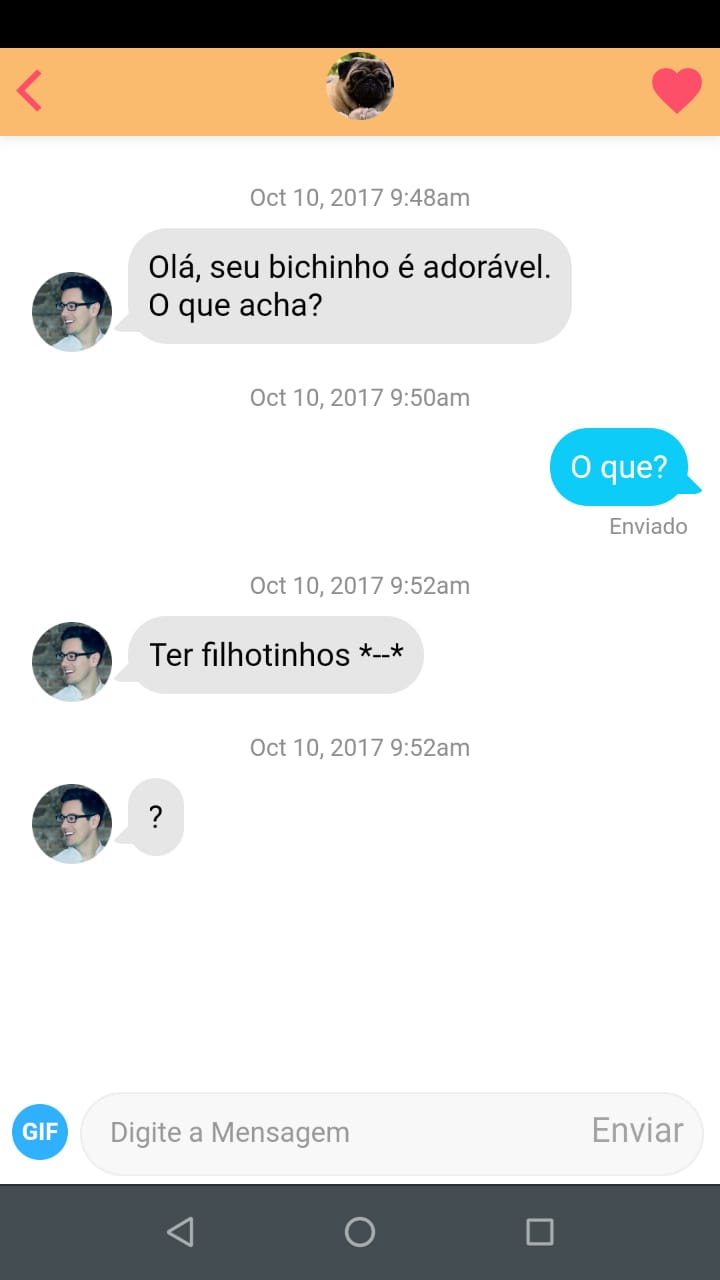 Oct 10, 2017 9:48am
Olá, seu bichinho é adorável.
O que acha?
Oct 10, 2017 9:50am
O que?
Enviado
Oct 10, 2017 9:52am
Ter filhotinhos *--*
Oct 10, 2017 9:52am
?
GIF
Digite a Mensagem
Enviar